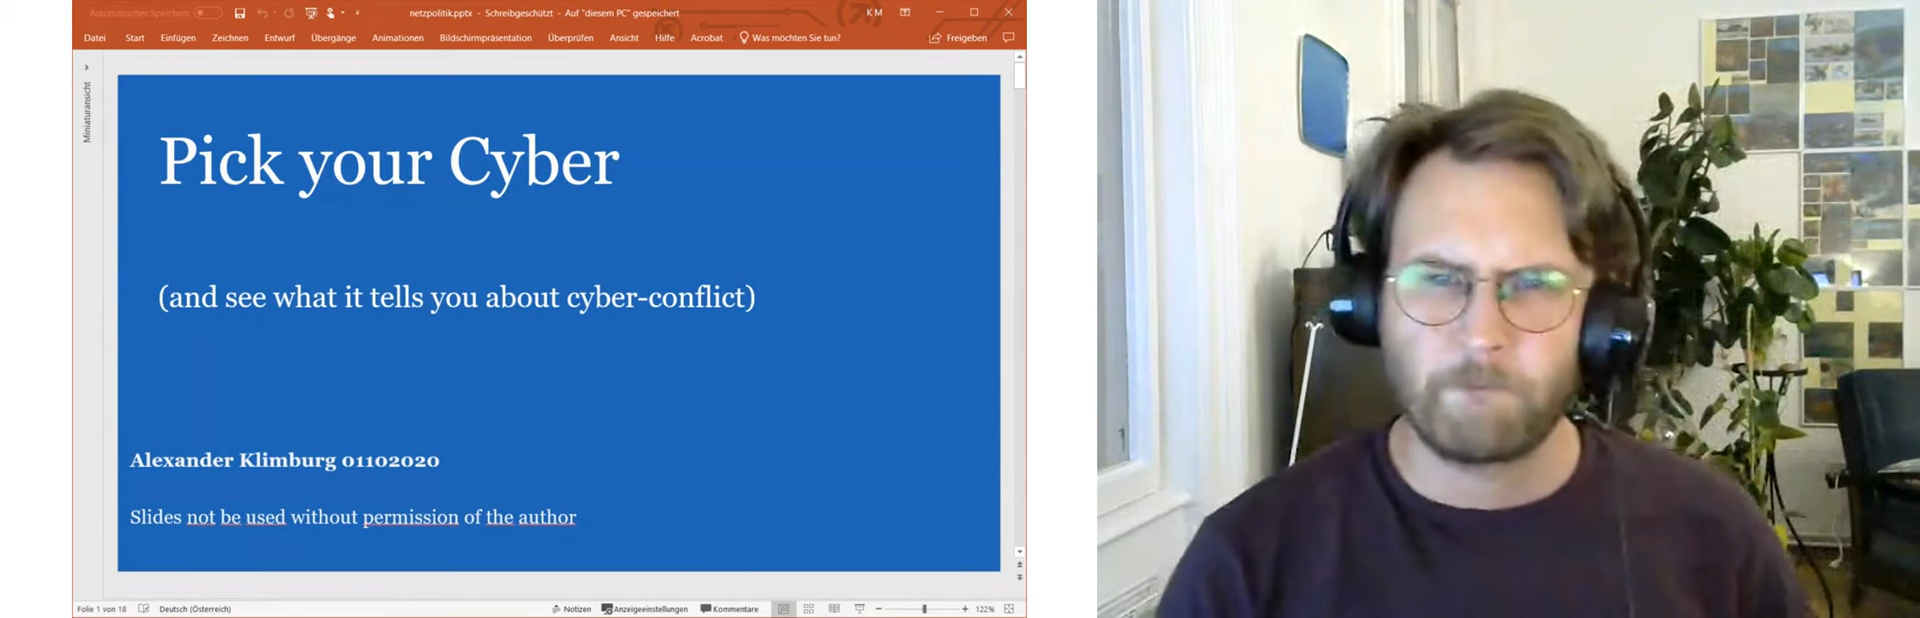 Automatisches Speichern
netzpolitik.pptx - Schreibgeschützt - Auf "diesem PC" gespeichert
K M
Datei Start Einfügen Zeichnen Entwurf Übergänge Animationen Bildschirmpräsentation Überprüfen Ansicht Hilfe Acrobat Was möchten Sie tun? Freigeben
Miniaturansicht
Pick your Cyber
(and see what it tells you about cyber-conflict)
Alexander Klimburg 01102020
Slides not be used without permission of the author
Folie 1 von 18 Deutsch (Österreich) Notizen Anzeigeeinstellungen Kommentare 122%